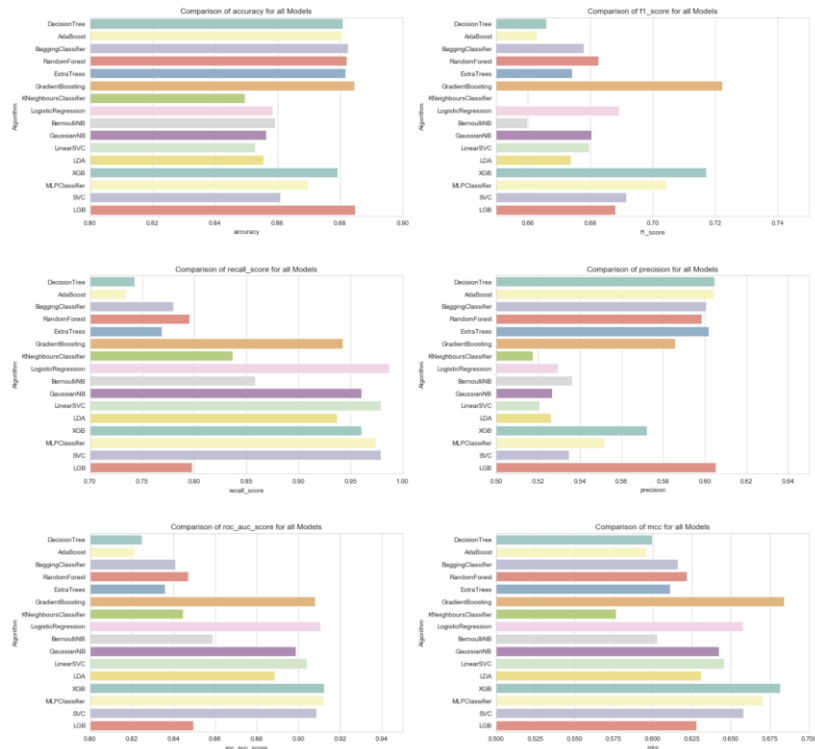 Comparison of accuracy for all Models
Algorithm
DecisionTree
AdaBoost
BaggingClassifier
RandomForest
ExtraTrees
GradientBoosting
KNeighboursClassifier
LogisticRegression
BernoulliNB
GaussianNB
LinearSVC
LDA
XGB
MLPClassifier
SVC
LGB
0.80 0.82 0.84 0.86 0.88 0.90
accuracy
Comparison of f1_score for all Models
Algorithm
DecisionTree
AdaBoost
BaggingClassifier
RandomForest
ExtraTrees
GradientBoosting
KNeighboursClassifier
LogisticRegression
BernoulliNB
GaussianNB
LinearSVC
LDA
XGB
MLPClassifier
SVC
LGB
0.66 0.68 0.70 0.72 0.74
f1_score
Comparison of recall_score for all Models
Algorithm
DecisionTree
AdaBoost
BaggingClassifier
RandomForest
ExtraTrees
GradientBoosting
KNeighboursClassifier
LogisticRegression
BernoulliNB
GaussianNB
LinearSVC
LDA
XGB
MLPClassifier
SVC
LGB
0.70 0.75 0.80 0.85 0.90 0.95 1.00
recall_score
Comparison of precision for all Models
Algorithm
DecisionTree
AdaBoost
BaggingClassifier
RandomForest
ExtraTrees
GradientBoosting
KNeighboursClassifier
LogisticRegression
BernoulliNB
GaussianNB
LinearSVC
LDA
XGB
MLPClassifier
SVC
LGB
0.50 0.52 0.54 0.56 0.58 0.60 0.62 0.64
precision
Comparison of roc_auc_score for all Models
Algorithm
DecisionTree
AdaBoost
BaggingClassifier
RandomForest
ExtraTrees
GradientBoosting
KNeighboursClassifier
LogisticRegression
BernoulliNB
GaussianNB
LinearSVC
LDA
XGB
MLPClassifier
SVC
LGB
0.80 0.82 0.84 0.86 0.88 0.90 0.92 0.94
roc_auc_score
Comparison of mcc for all Models
Algorithm
DecisionTree
AdaBoost
BaggingClassifier
RandomForest
ExtraTrees
GradientBoosting
KNeighboursClassifier
LogisticRegression
BernoulliNB
GaussianNB
LinearSVC
LDA
XGB
MLPClassifier
SVC
LGB
0.500 0.525 0.550 0.575 0.600 0.625 0.650 0.675 0.700
mcc